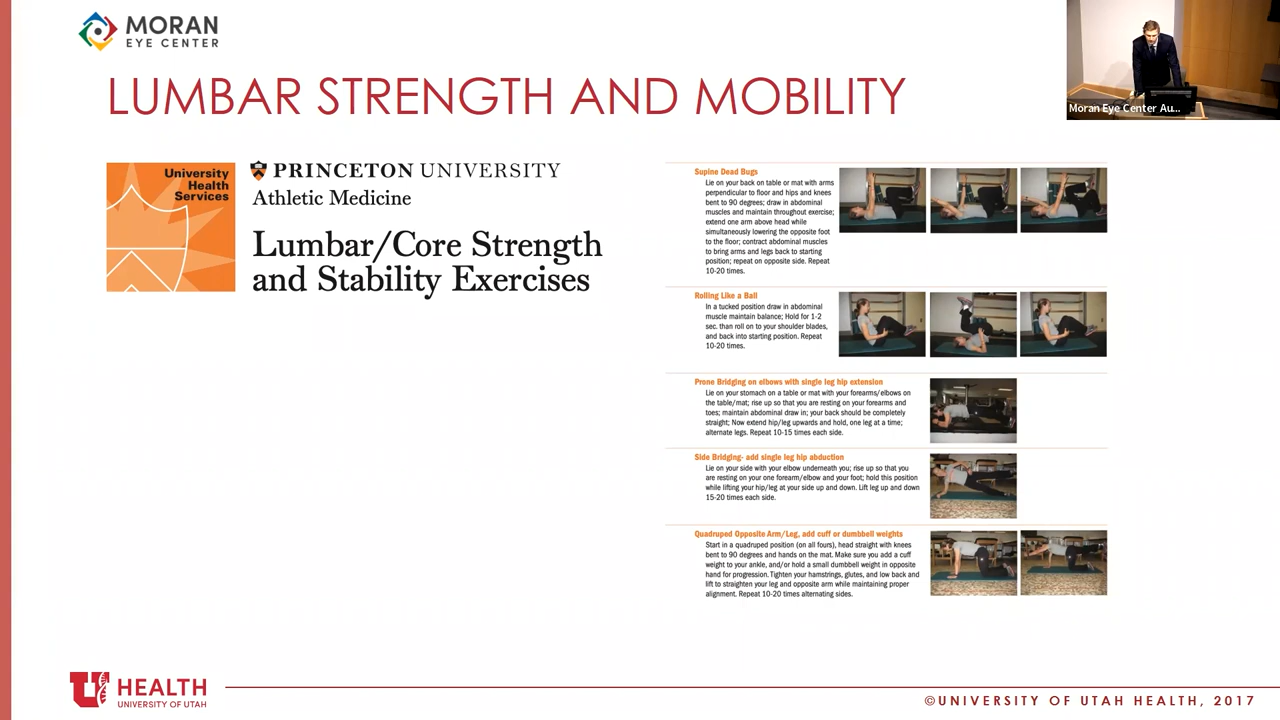 MORAN
EYE CENTER
LUMBAR STRENGTH AND MOBILITY
Moran Eye Center Au...
University
Health
Services
PRINCETON UNIVERSITY
Athletic Medicine
Lumbar/Core Strength
and Stability Exercises
Supine Dead Bugs
Lie on your back on table or mat with arms
perpendicular to floor and hips and knees
bent to 90 degrees; draw in abdominal
muscles and maintain throughout exercise;
extend one arm above head while
simultaneously lowering the opposite foot
to the floor; contract abdominal muscles
to bring arms and legs back to starting
position; repeat on opposite side. Repeat
10-20 times.
Rolling Like a Ball
In a tucked position draw in abdominal
muscle maintain balance; Hold for 1-2
sec. than roll on to your shoulder blades,
and back into starting position. Repeat
10-20 times.
Prone Bridging on elbows with single leg hip extension
Lie on your stomach on a table or mat with your forearms/elbows on
the table/mat; rise up so that you are resting on your forearms and
toes; maintain abdominal draw in; your back should be completely
straight; Now extend hip/leg upwards and hold, one leg at a time;
alternate legs. Repeat 10-15 times each side.
Side Bridging- add single leg hip abduction
Lie on your side with your elbow underneath you; rise up so that you
are resting on your one forearm/elbow and your foot; hold this position
while lifting your hip/leg at your side up and down. Lift leg up and down
15-20 times each side.
Quadruped Opposite Arm/Leg, add cuff or dumbbell weights
Start in a quadruped position (on all fours), head straight with knees
bent to 90 degrees and hands on the mat. Make sure you add a cuff
weight to your ankle, and/or hold a small dumbbell weight in opposite
hand for progression. Tighten your hamstrings, glutes, and low back and
lift to straighten your leg and opposite arm while maintaining proper
alignment. Repeat 10-20 times alternating sides.
U HEALTH
UNIVERSITY OF UTAH
©UNIVERSITY OF UTAH HEALTH, 2017